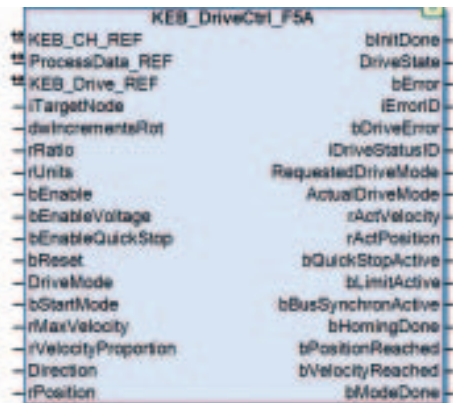 KEB_DriveCtrl_F5A
KEB_CH_REF bInitDone
ProcessData_REF DriveState
KEB_Drive_REF bError
iTargetNode iErrorID
dwIncrementsRot bDriveError
rRatio iDriveStatusID
rUnits RequestedDriveMode
bEnable ActualDriveMode
bEnableVoltage rActVelocity
bEnableQuickStop rActPosition
bReset bQuickStopActive
DriveMode bLimitActive
bStartMode bBusSynchronActive
rMaxVelocity bHomingDone
rVelocityProportion bPositionReached
Direction bVelocityReached
rPosition bModeDone